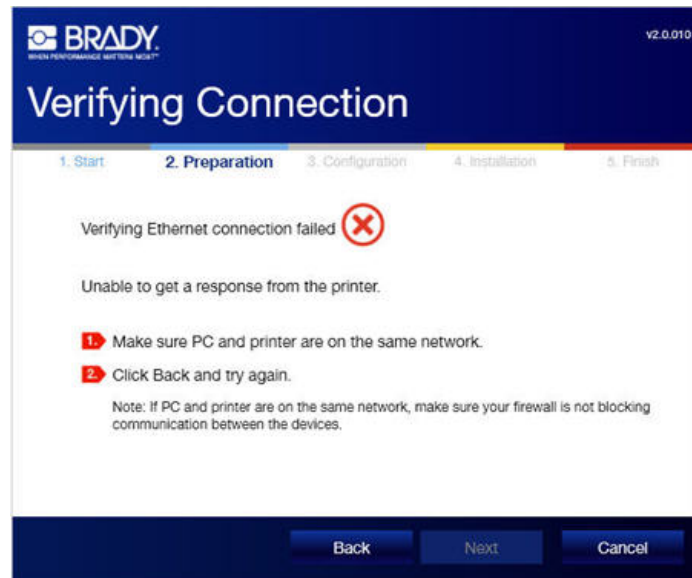 BRADY.
WHEN PERFORMANCE MATTERS MOST™
v2.0.010
Verifying Connection
1. Start
2. Preparation
3. Configuration
4. Installation
5. Finish
Verifying Ethernet connection failed
Unable to get a response from the printer.
1. Make sure PC and printer are on the same network.
2. Click Back and try again.
Note: If PC and printer are on the same network, make sure your firewall is not blocking
communication between the devices.
Back
Next
Cancel